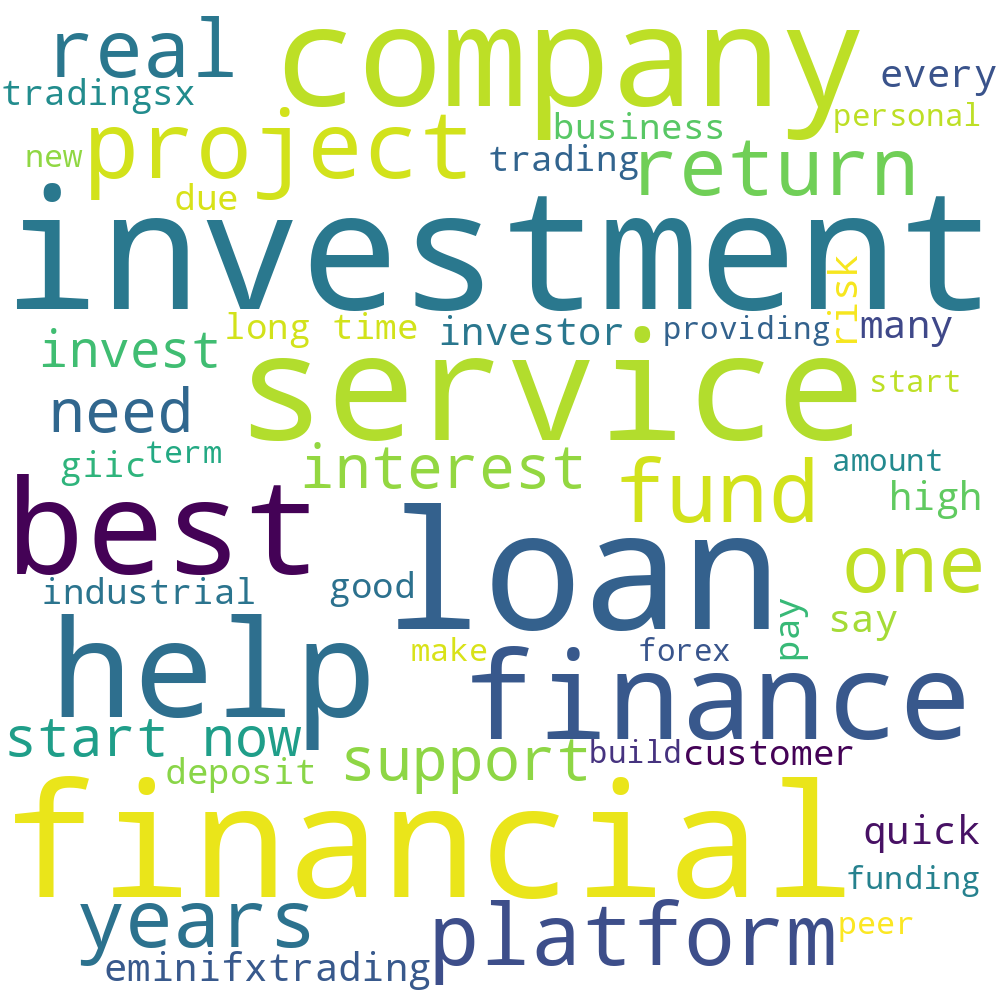 real
company
every
tradingsx
personal
project
business
new
trading
return
due
investment
risk
long time
investor
providing
many
invest
service
start
need
giic
term
interest
fund
amount
high
best
loan
one
industrial
good
say
pay
help
make
forex
finance
start now
support
build
customer
deposit
financial
quick
funding
years
platform
peer
eminifxtrading